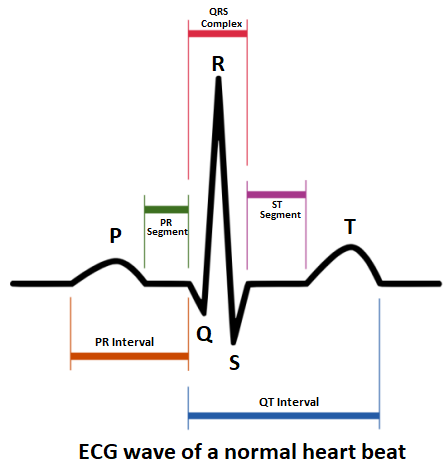 QRS
Complex
R
PR
Segment
ST
Segment
P
T
Q
S
PR Interval
QT Interval
ECG wave of a normal heart beat